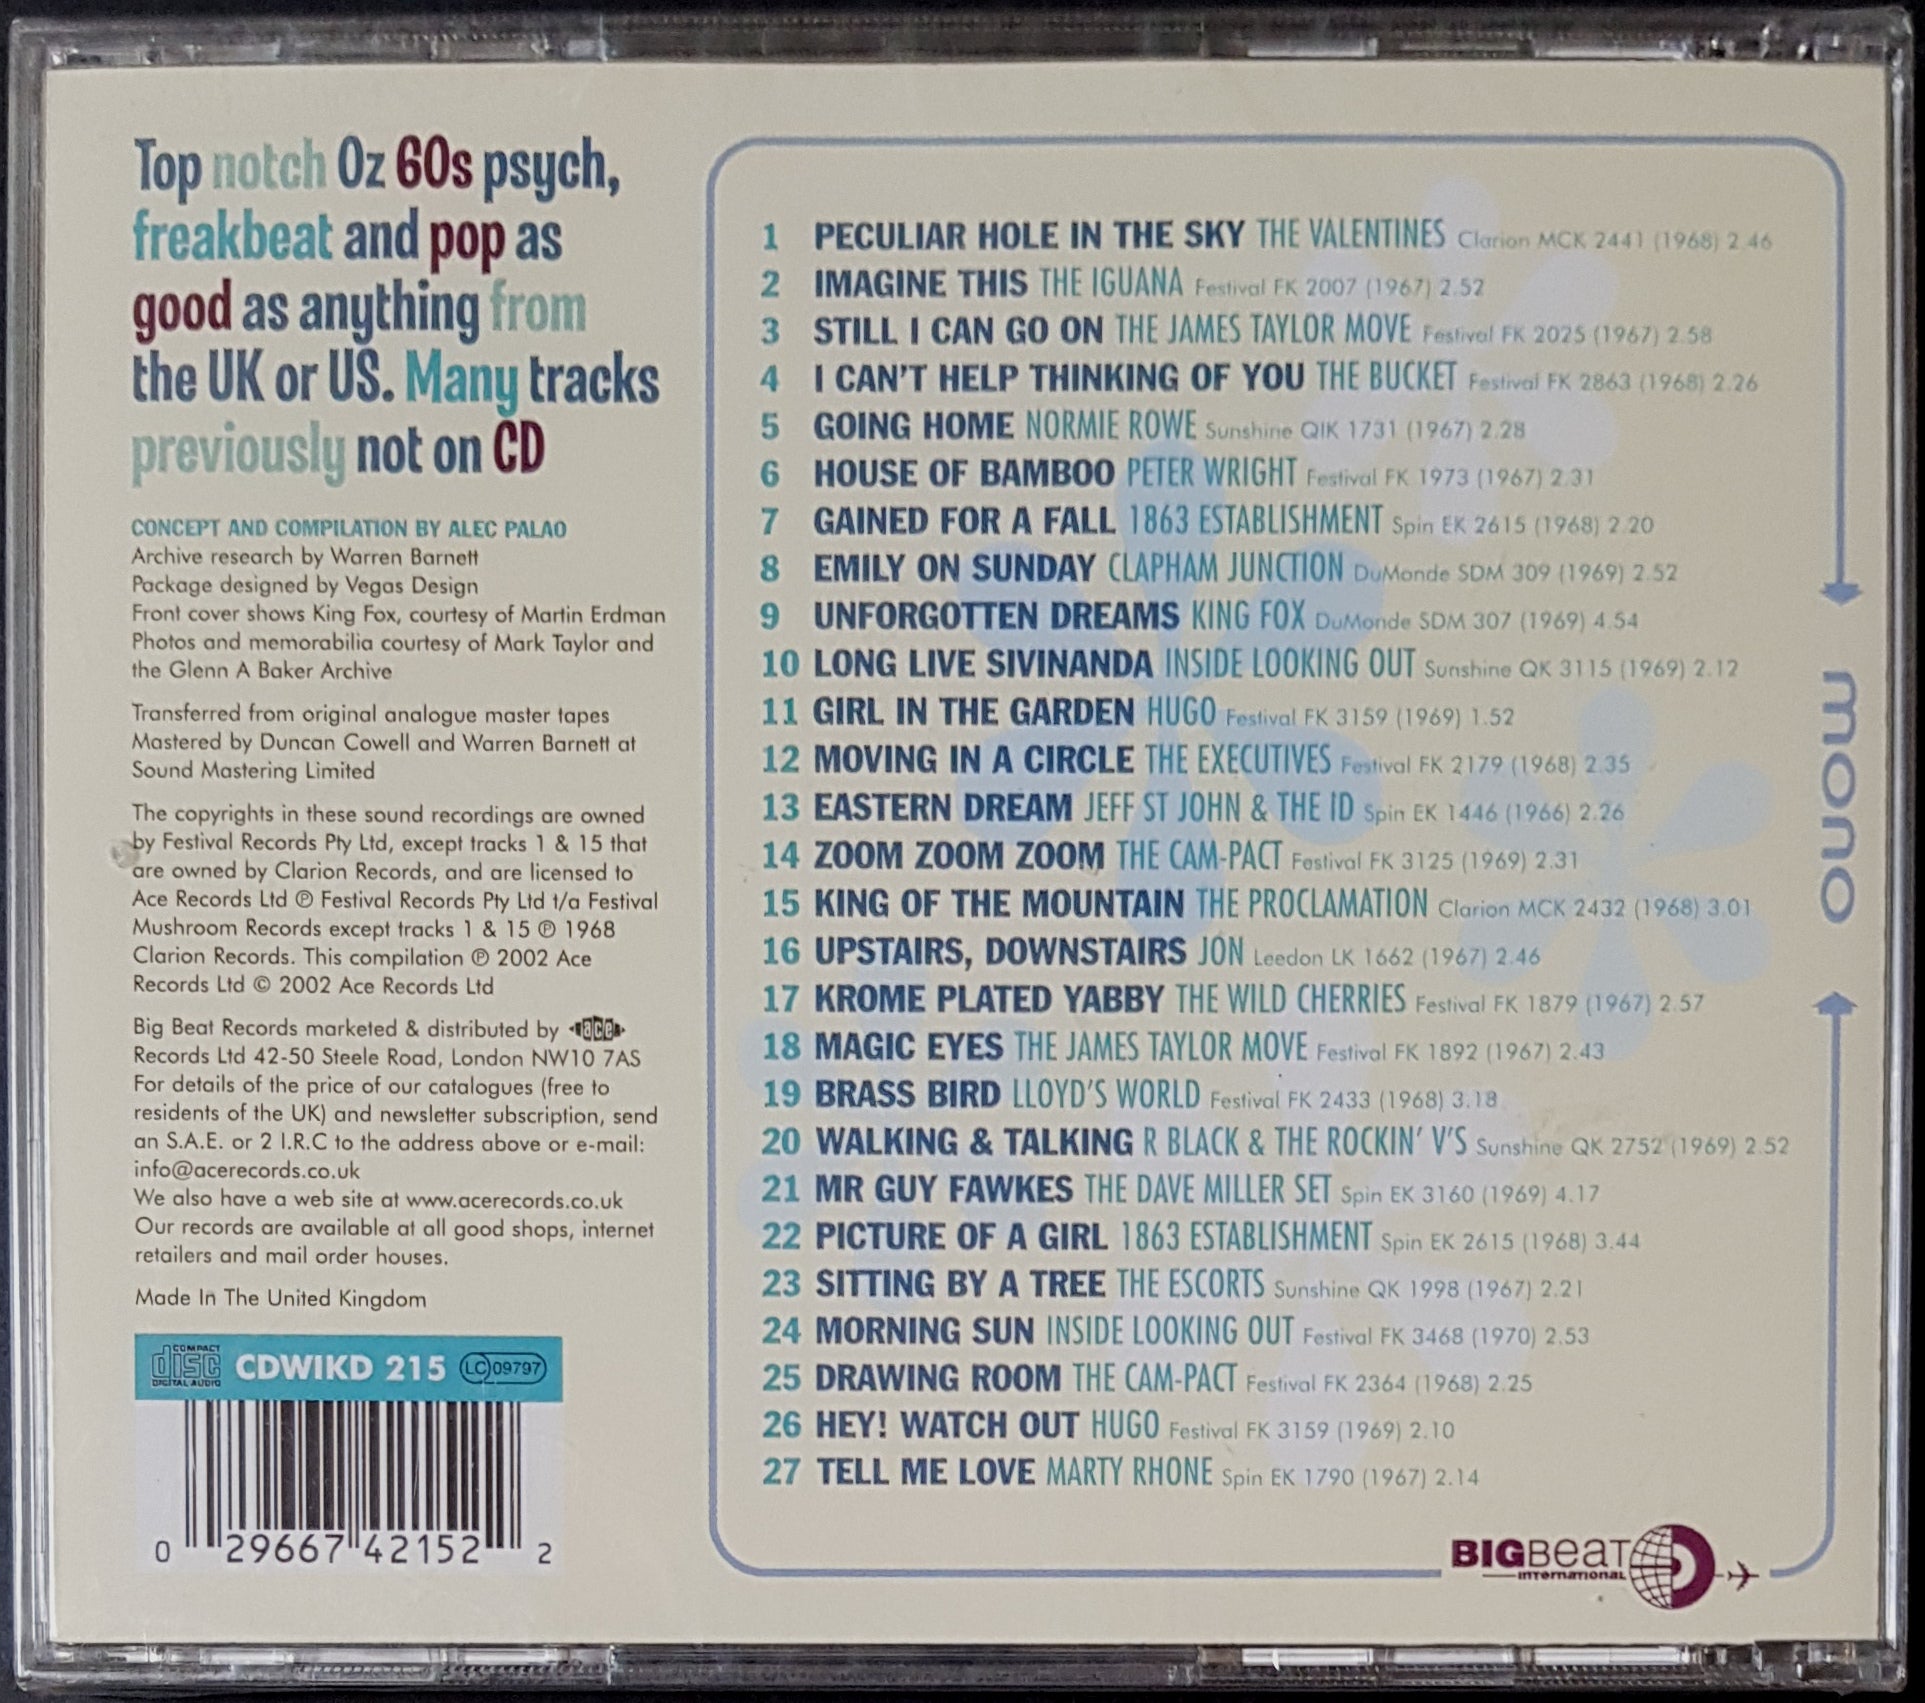 Top notch Oz 60s psych,
freakbeat and pop as
good as anything from
the UK or US. Many tracks
previously not on CD
CONCEPT AND COMPILATION BY ALEC PALAO
Archive research by Warren Barnett
Package designed by Vegas Design
Front cover shows King Fox, courtesy of Martin Erdman
Photos and memorabilia courtesy of Mark Taylor and
the Glenn A Baker Archive
Transferred from original analogue master tapes
Mastered by Duncan Cowell and Warren Barnett at
Sound Mastering Limited
The copyrights in these sound recordings are owned
by Festival Records Pty Ltd, except tracks 1 & 15 that
are owned by Clarion Records, and are licensed to
Ace Records Ltd ℗ Festival Records Pty Ltd t/a Festival
Mushroom Records except tracks 1 & 15 ℗ 1968
Clarion Records. This compilation ℗ 2002 Ace
Records Ltd © 2002 Ace Records Ltd
Big Beat Records marketed & distributed by ace
Records Ltd 42-50 Steele Road, London NW10 7AS
For details of the price of our catalogues (free to
residents of the UK) and newsletter subscription, send
an S.A.E. or 2 I.R.C to the address above or e-mail:
info@acerecords.co.uk
We also have a web site at www.acerecords.co.uk
Our records are available at all good shops, internet
retailers and mail order houses.
Made In The United Kingdom
COMPACT
disc
DIGITAL AUDIO
CDWIKD 215 LC 09797
0 29667 42152 2
1 PECULIAR HOLE IN THE SKY THE VALENTINES Clarion MCK 2441 (1968) 2.46
2 IMAGINE THIS THE IGUANA Festival FK 2007 (1967) 2.52
3 STILL I CAN GO ON THE JAMES TAYLOR MOVE Festival FK 2025 (1967) 2.58
4 I CAN'T HELP THINKING OF YOU THE BUCKET Festival FK 2863 (1968) 2.26
5 GOING HOME NORMIE ROWE Sunshine QIK 1731 (1967) 2.28
6 HOUSE OF BAMBOO PETER WRIGHT Festival FK 1973 (1967) 2.31
7 GAINED FOR A FALL 1863 ESTABLISHMENT Spin EK 2615 (1968) 2.20
8 EMILY ON SUNDAY CLAPHAM JUNCTION DuMonde SDM 309 (1969) 2.52
9 UNFORGOTTEN DREAMS KING FOX DuMonde SDM 307 (1969) 4.54
10 LONG LIVE SIVINANDA INSIDE LOOKING OUT Sunshine QK 3115 (1969) 2.12
11 GIRL IN THE GARDEN HUGO Festival FK 3159 (1969) 1.52
12 MOVING IN A CIRCLE THE EXECUTIVES Festival FK 2179 (1968) 2.35
13 EASTERN DREAM JEFF ST JOHN & THE ID Spin EK 1446 (1966) 2.26
14 ZOOM ZOOM ZOOM THE CAM-PACT Festival FK 3125 (1969) 2.31
15 KING OF THE MOUNTAIN THE PROCLAMATION Clarion MCK 2432 (1968) 3.01
16 UPSTAIRS, DOWNSTAIRS JON Leedon LK 1662 (1967) 2.46
17 KROME PLATED YABBY THE WILD CHERRIES Festival FK 1879 (1967) 2.57
18 MAGIC EYES THE JAMES TAYLOR MOVE Festival FK 1892 (1967) 2.43
19 BRASS BIRD LLOYD'S WORLD Festival FK 2433 (1968) 3.18
20 WALKING & TALKING R BLACK & THE ROCKIN' V'S Sunshine QK 2752 (1969) 2.52
21 MR GUY FAWKES THE DAVE MILLER SET Spin EK 3160 (1969) 4.17
22 PICTURE OF A GIRL 1863 ESTABLISHMENT Spin EK 2615 (1968) 3.44
23 SITTING BY A TREE THE ESCORTS Sunshine QK 1998 (1967) 2.21
24 MORNING SUN INSIDE LOOKING OUT Festival FK 3468 (1970) 2.53
25 DRAWING ROOM THE CAM-PACT Festival FK 2364 (1968) 2.25
26 HEY! WATCH OUT HUGO Festival FK 3159 (1969) 2.10
27 TELL ME LOVE MARTY RHONE Spin EK 1790 (1967) 2.14
mono
BIGBEAT
INTERNATIONAL